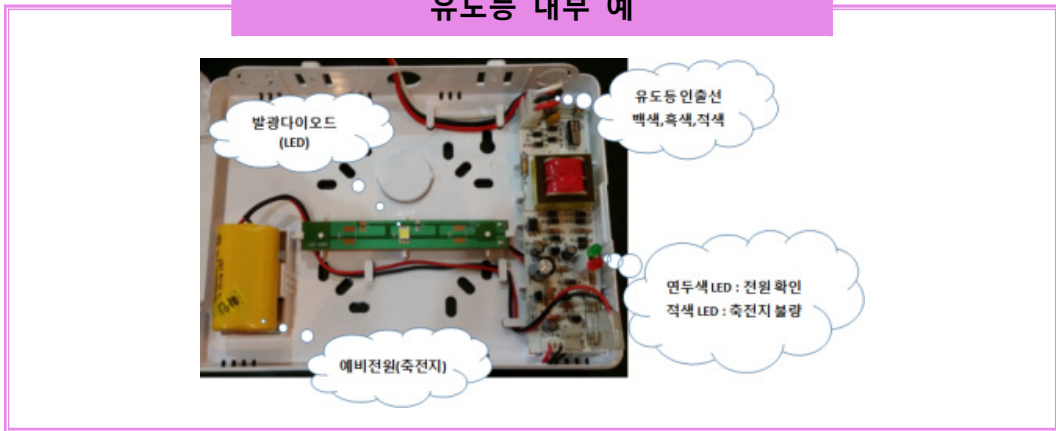 유도등 내부 예
발광다이오드
(LED)
유도등 인출선
백색,흑색,적색
연두색 LED : 전원 확인
적색 LED : 축전지 불량
예비전원(축전지)